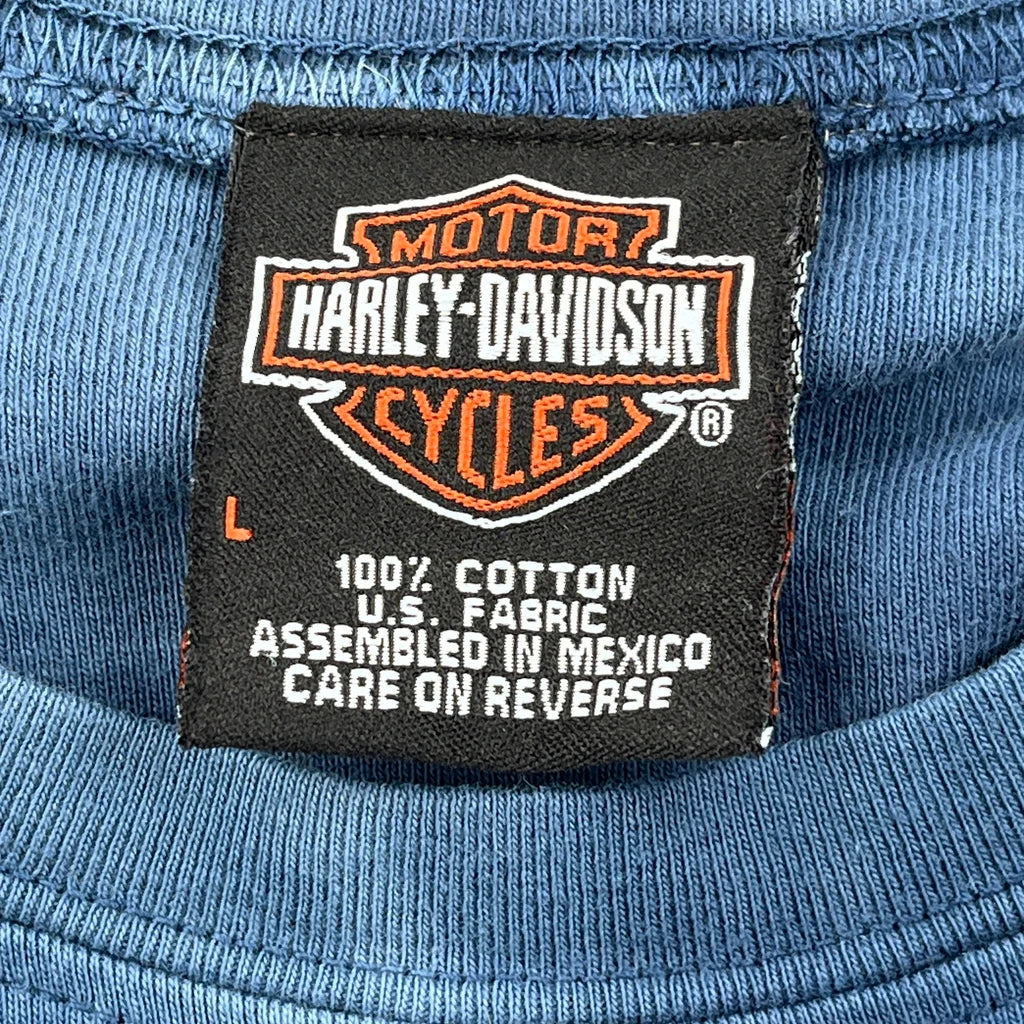 MOTOR
HARLEY-DAVIDSON
CYCLES
®
L
100% COTTON
U.S. FABRIC
ASSEMBLED IN MEXICO
CARE ON REVERSE